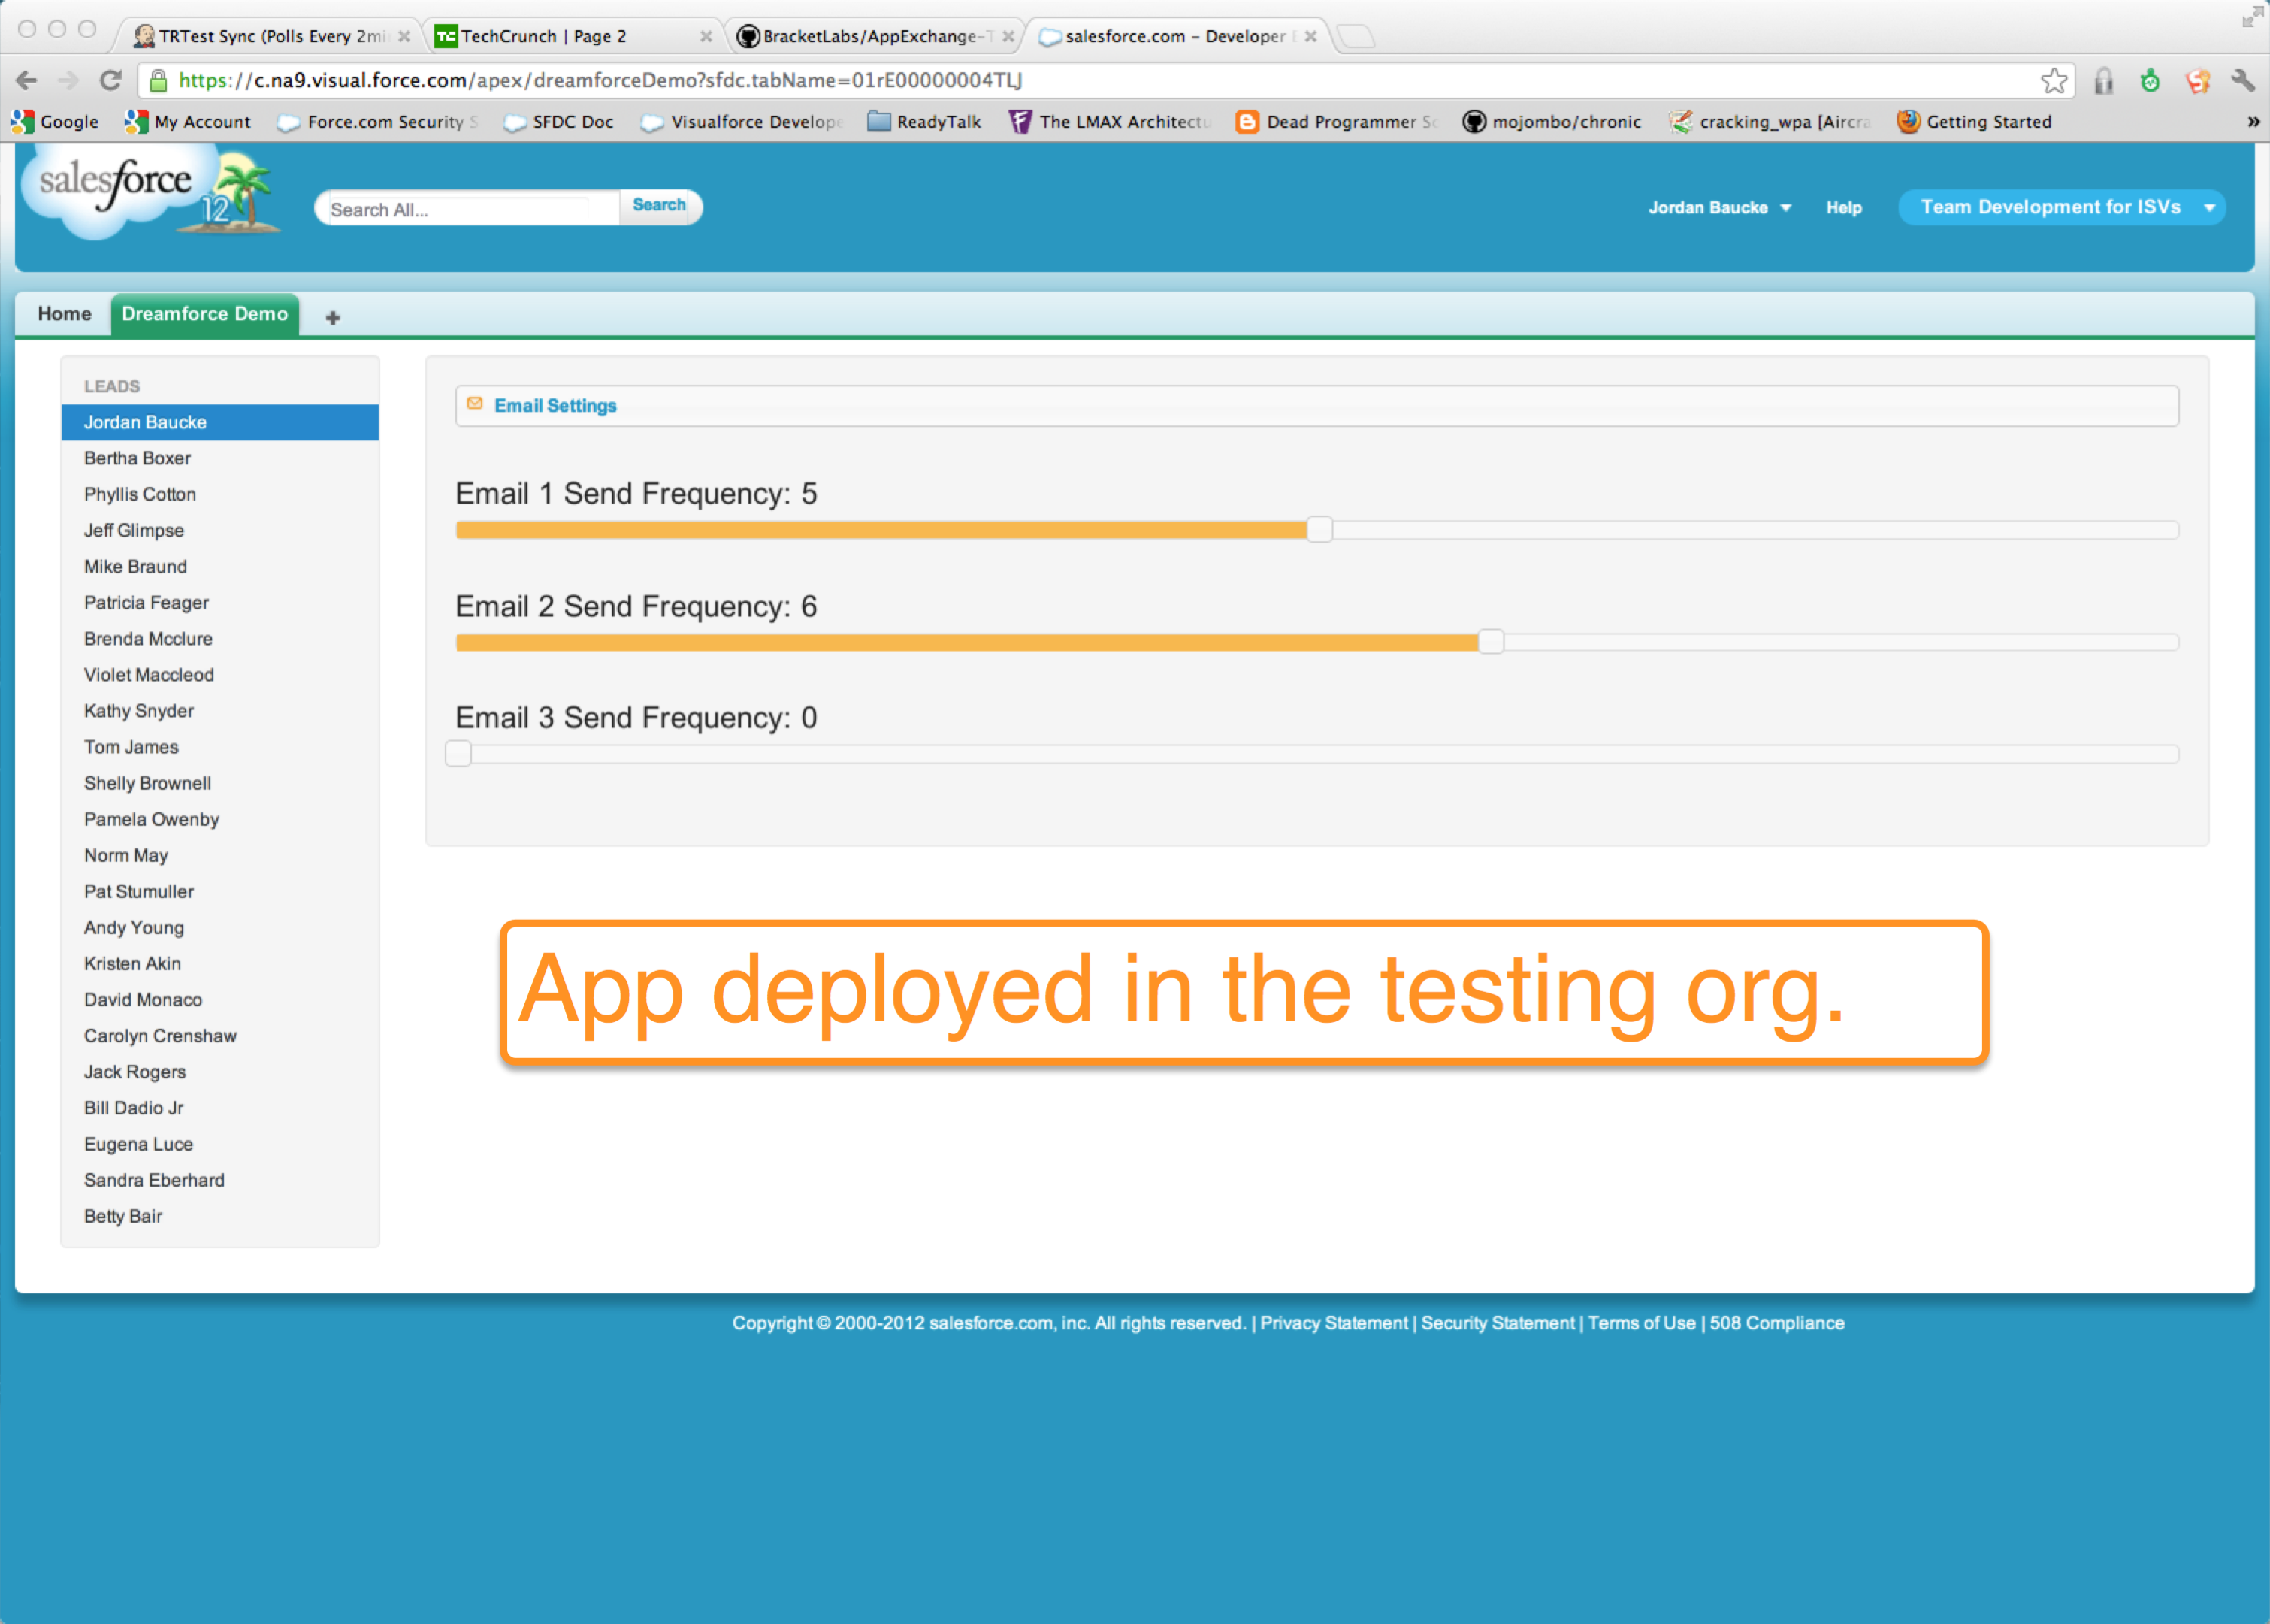 TRTest Sync (Polls Every 2mi
TechCrunch | Page 2
BracketLabs/AppExchange-T
salesforce.com – Developer E
https://c.na9.visual.force.com/apex/dreamforceDemo?sfdc.tabName=01rE00000004TLJ
Google
My Account
Force.com Security S
SFDC Doc
Visualforce Develope
ReadyTalk
The LMAX Architectu
Dead Programmer So
mojombo/chronic
cracking_wpa [Aircra
Getting Started
»
salesforce
12
Search All...
Search
Jordan Baucke
Help
Team Development for ISVs
Home
Dreamforce Demo
+
LEADS
Jordan Baucke
Bertha Boxer
Phyllis Cotton
Jeff Glimpse
Mike Braund
Patricia Feager
Brenda Mcclure
Violet Maccleod
Kathy Snyder
Tom James
Shelly Brownell
Pamela Owenby
Norm May
Pat Stumuller
Andy Young
Kristen Akin
David Monaco
Carolyn Crenshaw
Jack Rogers
Bill Dadio Jr
Eugena Luce
Sandra Eberhard
Betty Bair
Email Settings
Email 1 Send Frequency: 5
Email 2 Send Frequency: 6
Email 3 Send Frequency: 0
App deployed in the testing org.
Copyright © 2000-2012 salesforce.com, inc. All rights reserved. | Privacy Statement | Security Statement | Terms of Use | 508 Compliance